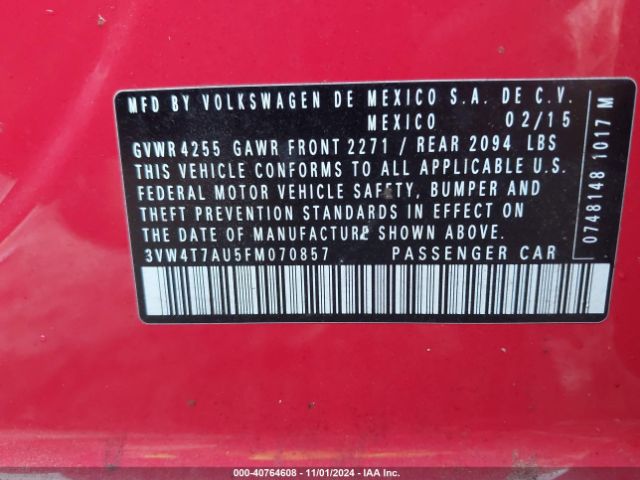 MFD BY VOLKSWAGEN DE MEXICO S.A. DE C.V.
MEXICO 02/15
GVWR 4255 GAWR FRONT 2271 / REAR 2094 LBS
THIS VEHICLE CONFORMS TO ALL APPLICABLE U.S.
FEDERAL MOTOR VEHICLE SAFETY, BUMPER AND
THEFT PREVENTION STANDARDS IN EFFECT ON
THE DATE OF MANUFACTURE SHOWN ABOVE.
3VW4T7AU5FM070857 PASSENGER CAR
0748148 1017 M
000-40764608 - 11/01/2024 - IAA Inc.